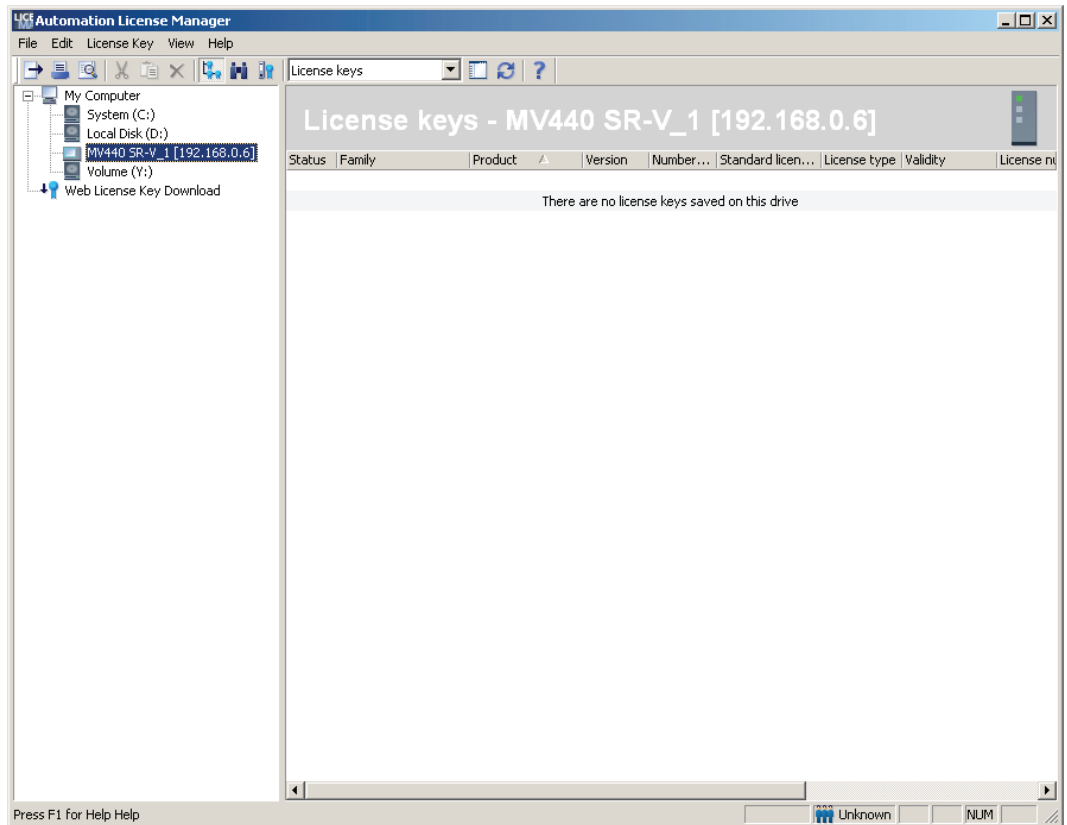 Automation License Manager
File Edit License Key View Help
License keys
My Computer
System (C:)
Local Disk (D:)
MV440 SR-V_1 [192.168.0.6]
Volume (Y:)
Web License Key Download
License keys - MV440 SR-V_1 [192.168.0.6]
Status Family Product Version Number... Standard licen... License type Validity License nu
There are no license keys saved on this drive
Press F1 for Help Help Unknown NUM